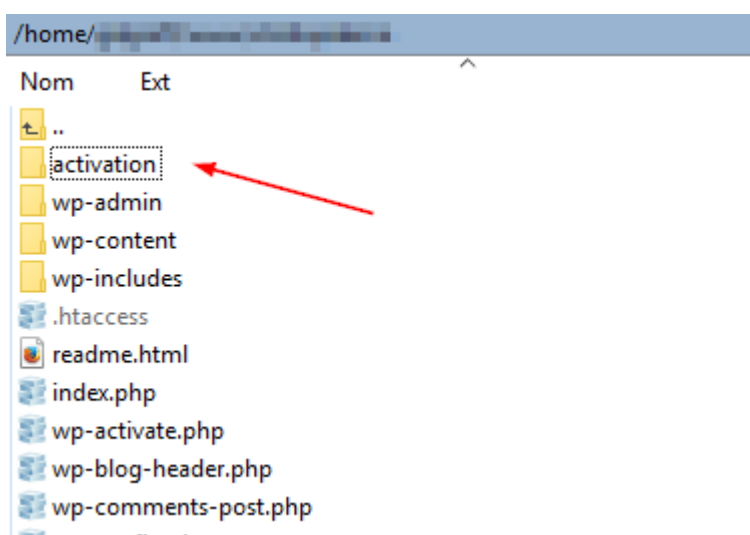 /home/
Nom Ext
..
activation
wp-admin
wp-content
wp-includes
.htaccess
readme.html
index.php
wp-activate.php
wp-blog-header.php
wp-comments-post.php